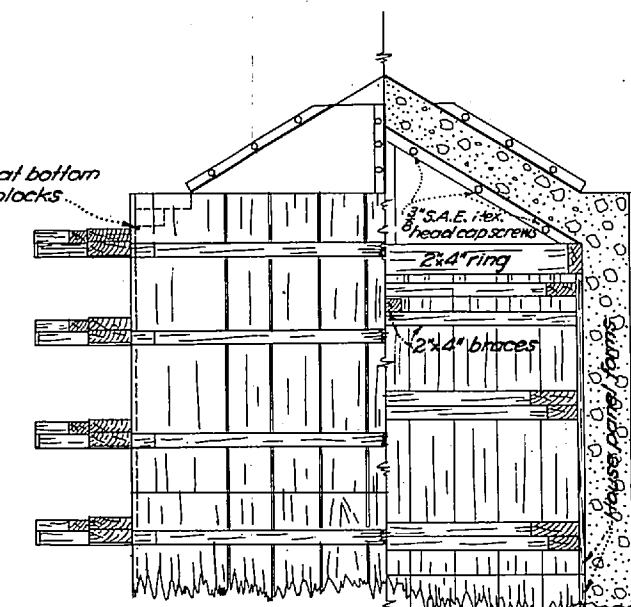 at bottom
blocks
3/8" S.A.E. Hex.
head cap screws
2"x4" ring
2"x4" braces
House panel forms